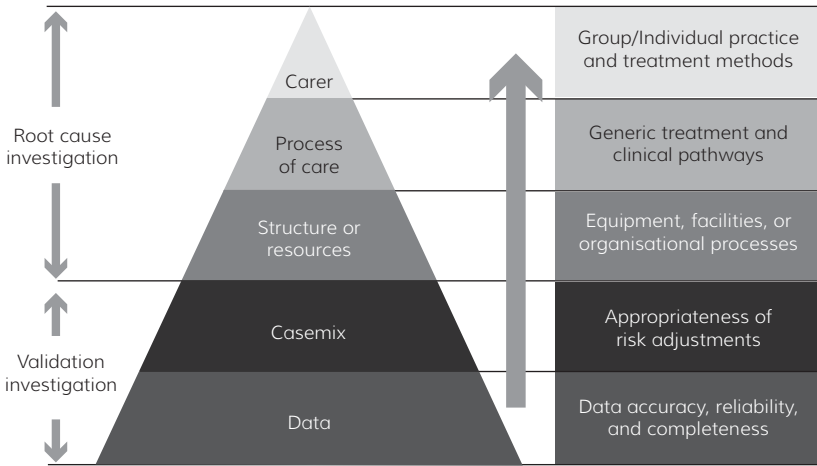 Root cause
investigation
Validation
investigation
Carer
Process
of care
Structure or
resources
Casemix
Data
Group/Individual practice
and treatment methods
Generic treatment and
clinical pathways
Equipment, facilities, or
organisational processes
Appropriateness of
risk adjustments
Data accuracy, reliability,
and completeness